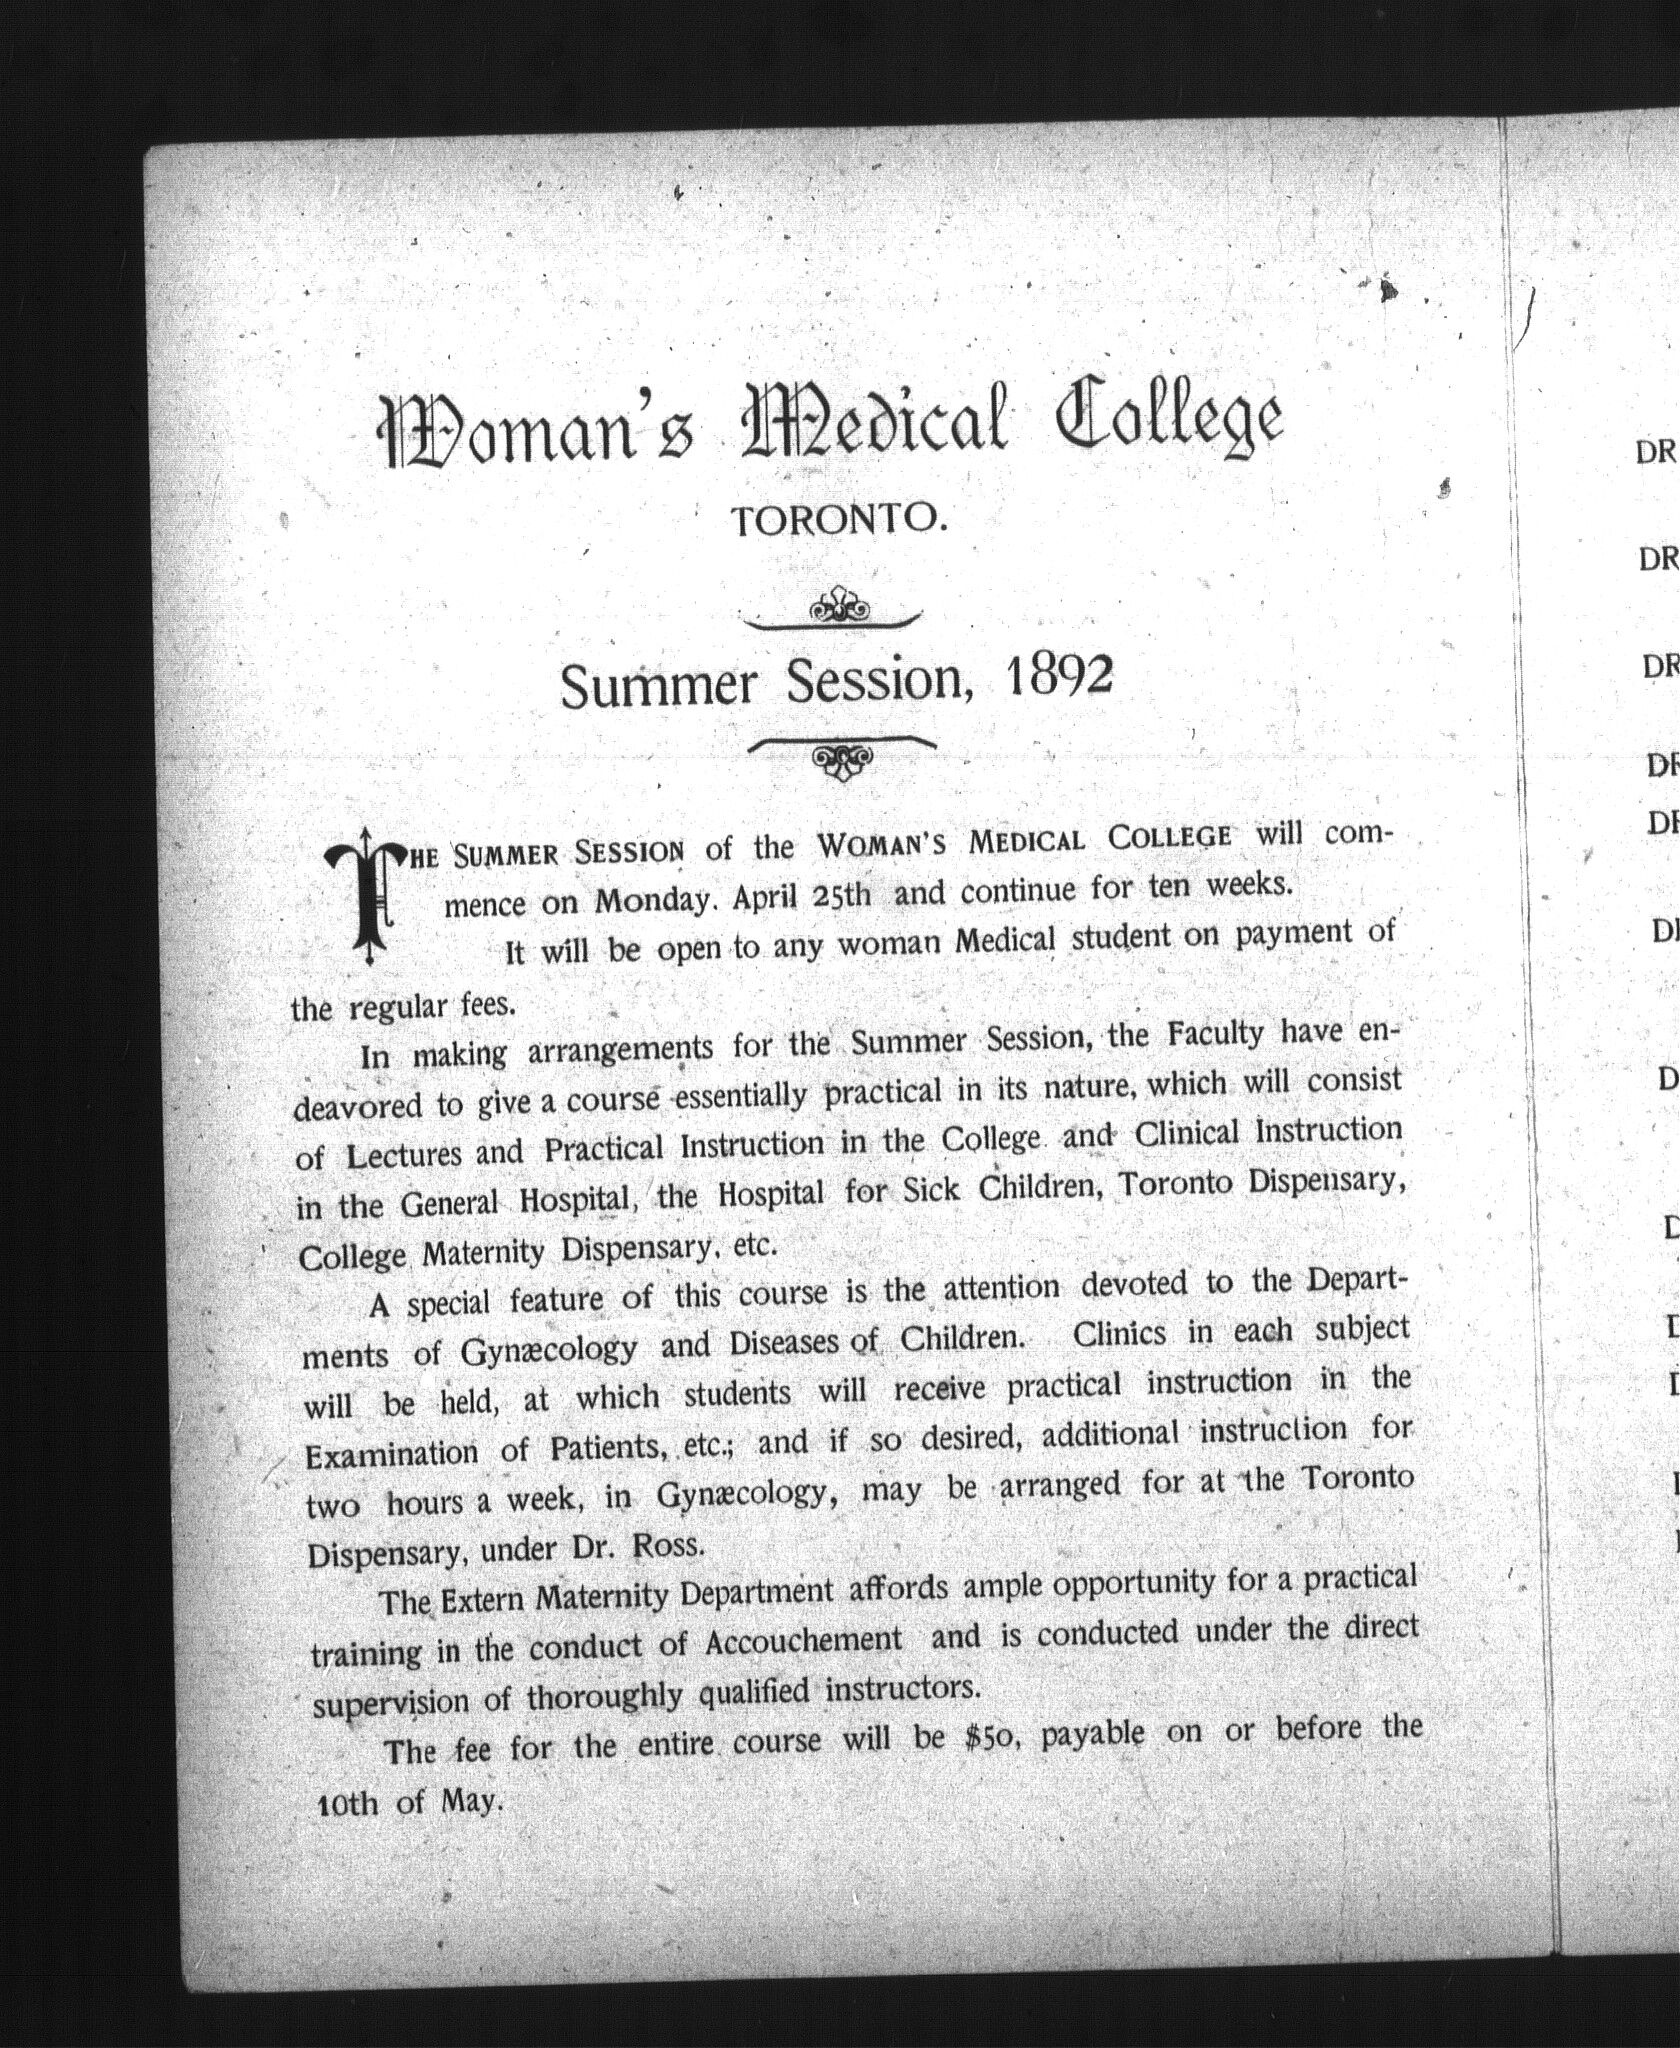 Woman's Medical College
TORONTO.
Summer Session, 1892
THE SUMMER SESSION of the WOMAN'S MEDICAL COLLEGE will com-
mence on Monday. April 25th and continue for ten weeks.
It will be open to any woman Medical student on payment of
the regular fees.
In making arrangements for the Summer Session, the Faculty have en-
deavored to give a course essentially practical in its nature, which will consist
of Lectures and Practical Instruction in the College and Clinical Instruction
in the General Hospital, the Hospital for Sick Children, Toronto Dispensary,
College Maternity Dispensary, etc.
A special feature of this course is the attention devoted to the Depart-
ments of Gynæcology and Diseases of Children. Clinics in each subject
will be held, at which students will receive practical instruction in the
Examination of Patients, etc.; and if so desired, additional instruction for
two hours a week, in Gynæcology, may be arranged for at the Toronto
Dispensary, under Dr. Ross.
The Extern Maternity Department affords ample opportunity for a practical
training in the conduct of Accouchement and is conducted under the direct
supervision of thoroughly qualified instructors.
The fee for the entire course will be $50, payable on or before the
10th of May.
DR
DR
DR
DR